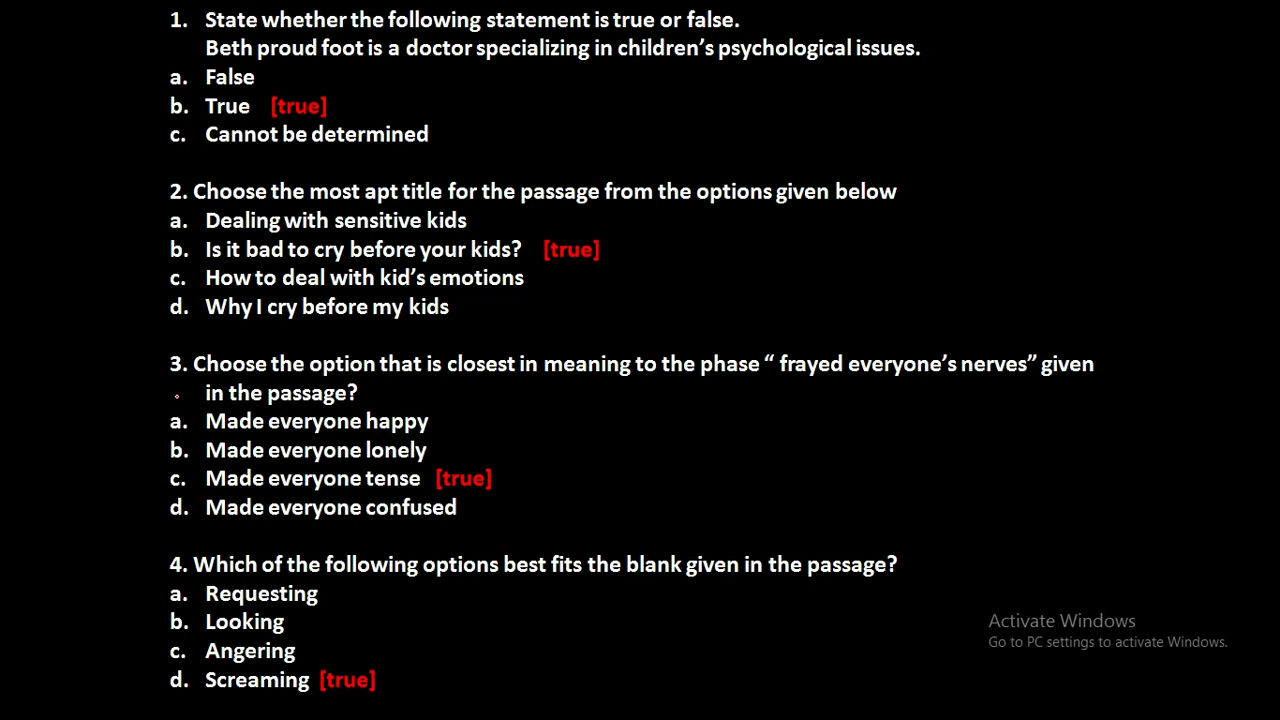 1. State whether the following statement is true or false.
Beth proud foot is a doctor specializing in children's psychological issues.
a. False
b. True [true]
c. Cannot be determined
2. Choose the most apt title for the passage from the options given below
a. Dealing with sensitive kids
b. Is it bad to cry before your kids? [true]
c. How to deal with kid's emotions
d. Why I cry before my kids
3. Choose the option that is closest in meaning to the phase “ frayed everyone's nerves” given
in the passage?
a. Made everyone happy
b. Made everyone lonely
c. Made everyone tense [true]
d. Made everyone confused
4. Which of the following options best fits the blank given in the passage?
a. Requesting
b. Looking
c. Angering
d. Screaming [true]
Activate Windows
Go to PC settings to activate Windows.